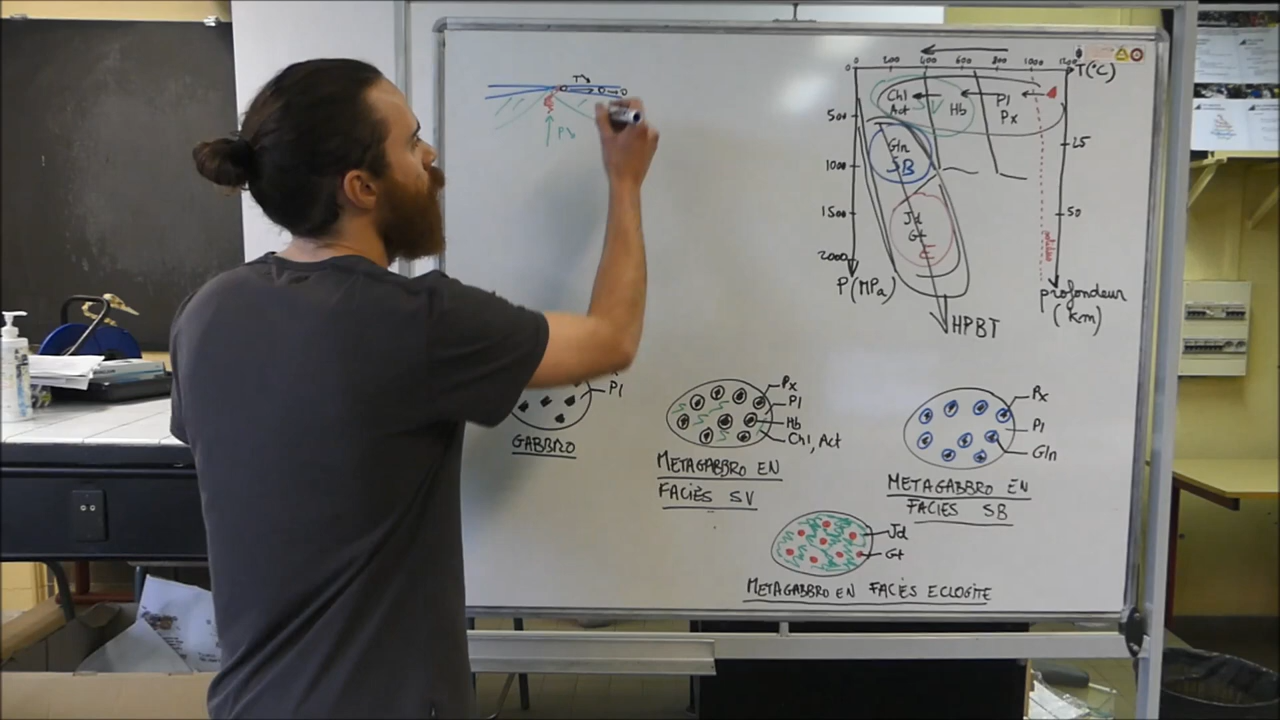 T
P
0 200 400 600 800 1000 1200 T(°C)
Chl Hb Pl
Act Px
500
1000
1500
2000
P(MPa)
25
50
profondeur
(km)
Gln
SB
Jd
Gt
E
SV
solidus
HPBT
Pl
GABBRO
Px
Pl
Hb
Chl, Act
METAGABBRO EN
FACIÈS SV
Px
Pl
Gln
METAGABBRO EN
FACIES SB
Jd
Gt
METAGABBRO EN FACIÈS ECLOGITE